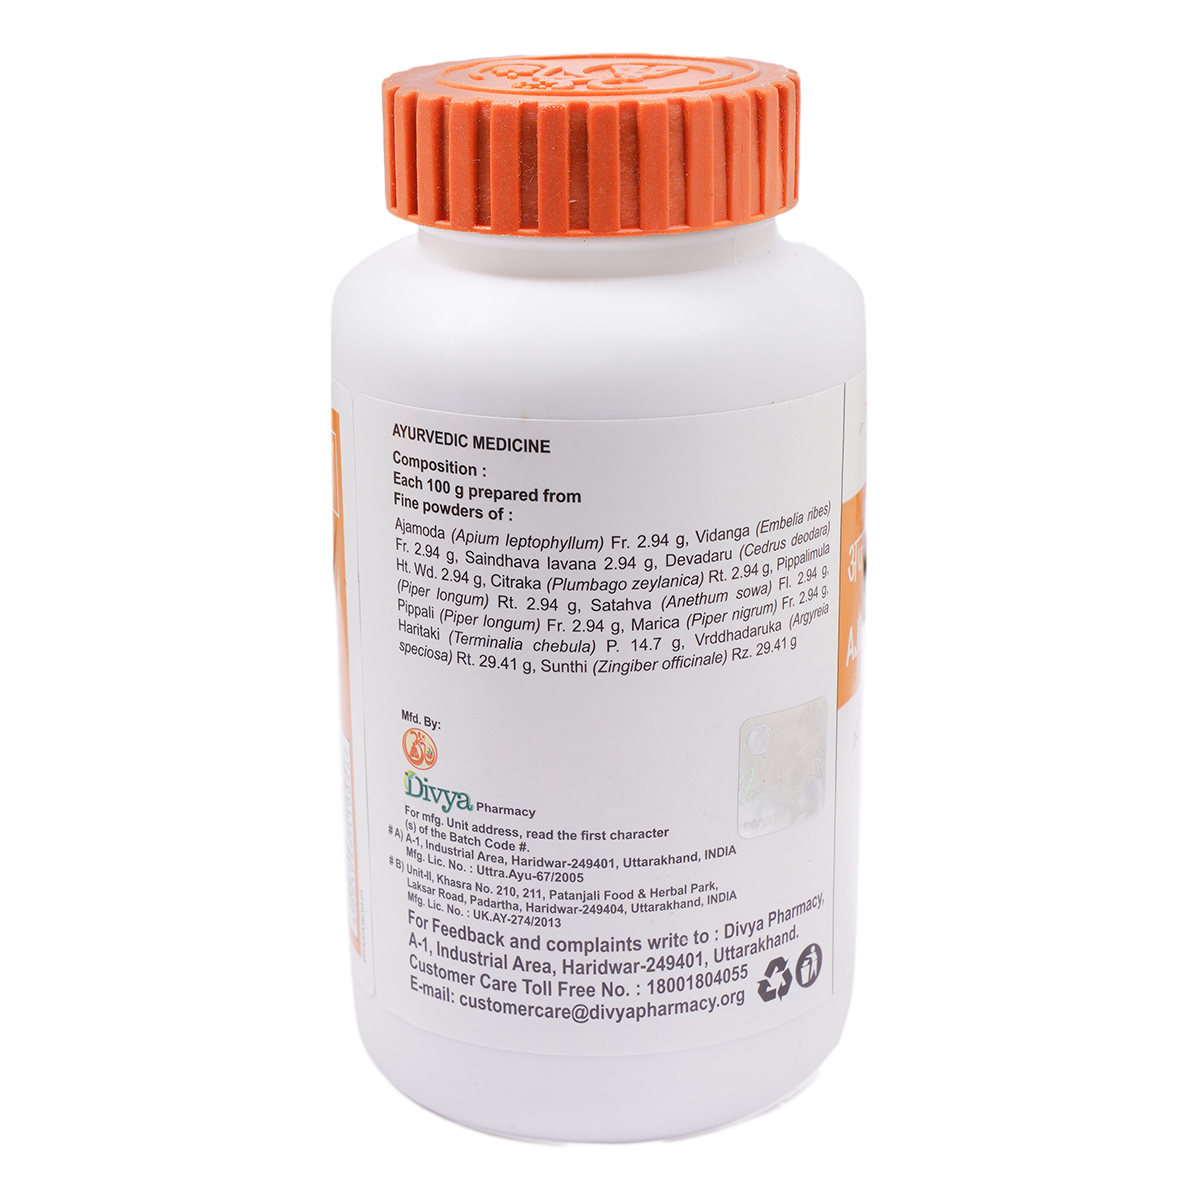 AYURVEDIC MEDICINE
Composition :
Each 100 g prepared from
Fine powders of :
Ajamoda (Apium leptophyllum) Fr. 2.94 g, Vidanga (Embelia ribes)
Fr. 2.94 g, Saindhava lavana 2.94 g, Devadaru (Cedrus deodara)
Ht. Wd. 2.94 g, Citraka (Plumbago zeylanica) Rt. 2.94 g, Pippalimula
(Piper longum) Rt. 2.94 g, Satahva (Anethum sowa) Fl. 2.94 g,
Pippali (Piper longum) Fr. 2.94 g, Marica (Piper nigrum) Fr. 2.94 g,
Haritaki (Terminalia chebula) P. 14.7 g, Vrddhadaruka (Argyreia
speciosa) Rt. 29.41 g, Sunthi (Zingiber officinale) Rz. 29.41 g
Mfd. By:
Divya Pharmacy
For mfg. Unit address, read the first character
(s) of the Batch Code #.
# A) A-1, Industrial Area, Haridwar-249401, Uttarakhand, INDIA
Mfg. Lic. No. : Uttra.Ayu-67/2005
# B) Unit-II, Khasra No. 210, 211, Patanjali Food & Herbal Park,
Laksar Road, Padartha, Haridwar-249404, Uttarakhand, INDIA
Mfg. Lic. No. : UK.AY-274/2013
For Feedback and complaints write to : Divya Pharmacy,
A-1, Industrial Area, Haridwar-249401, Uttarakhand.
Customer Care Toll Free No. : 18001804055
E-mail: customercare@divyapharmacy.org